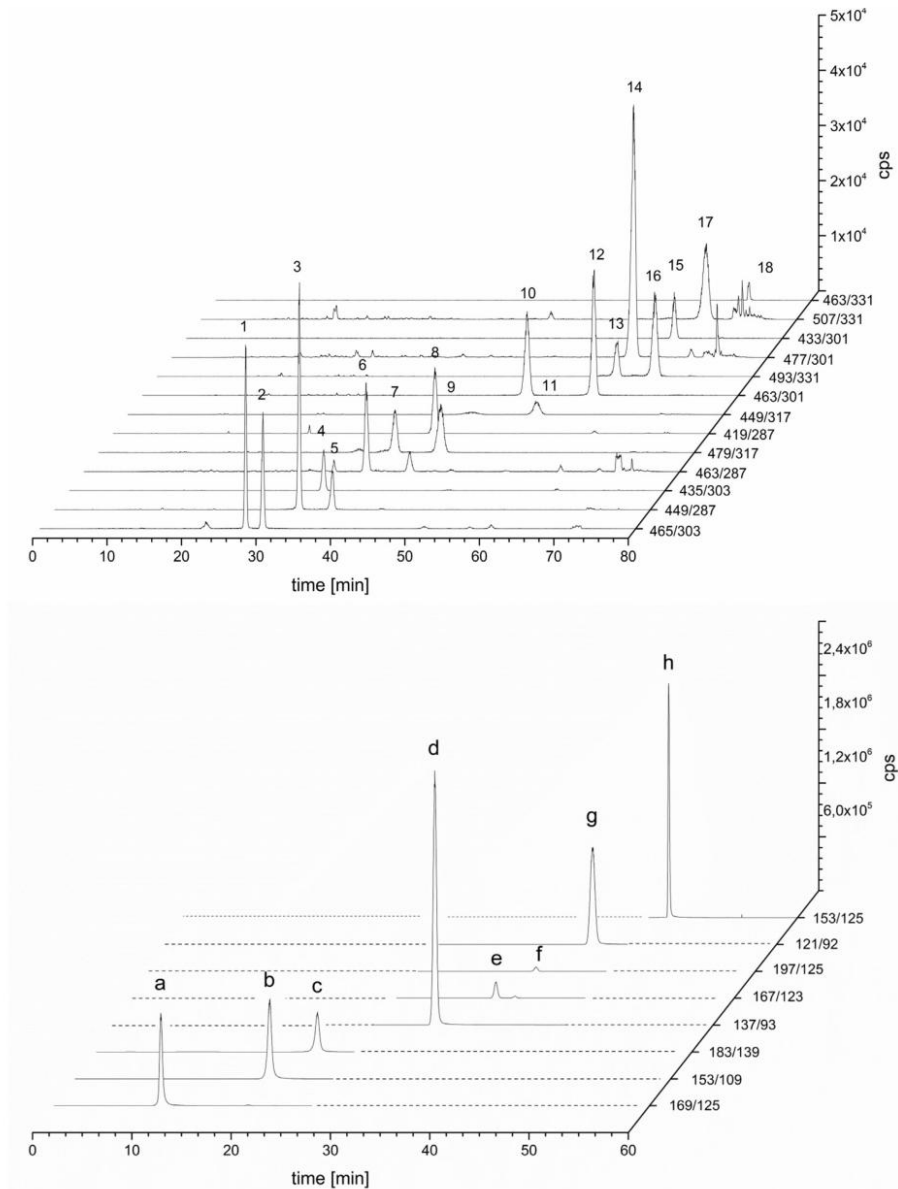 5x10⁴
4x10⁴
3x10⁴
2x10⁴
1x10⁴
cps
14
17
3
12
15
18
16
10
1
13
463/331
507/331
433/301
8
2
6
477/301
9
11
7
493/331
463/301
4
449/317
5
419/287
479/317
463/287
435/303
449/287
465/303
0 10 20 30 40 50 60 70 80
time [min]
2,4x10⁶
h
1,8x10⁶
d
1,2x10⁶
cps
g
6,0x10⁵
153/125
121/92
e f
197/125
a b c
167/123
137/93
183/139
153/109
169/125
0 10 20 30 40 50 60
time [min]